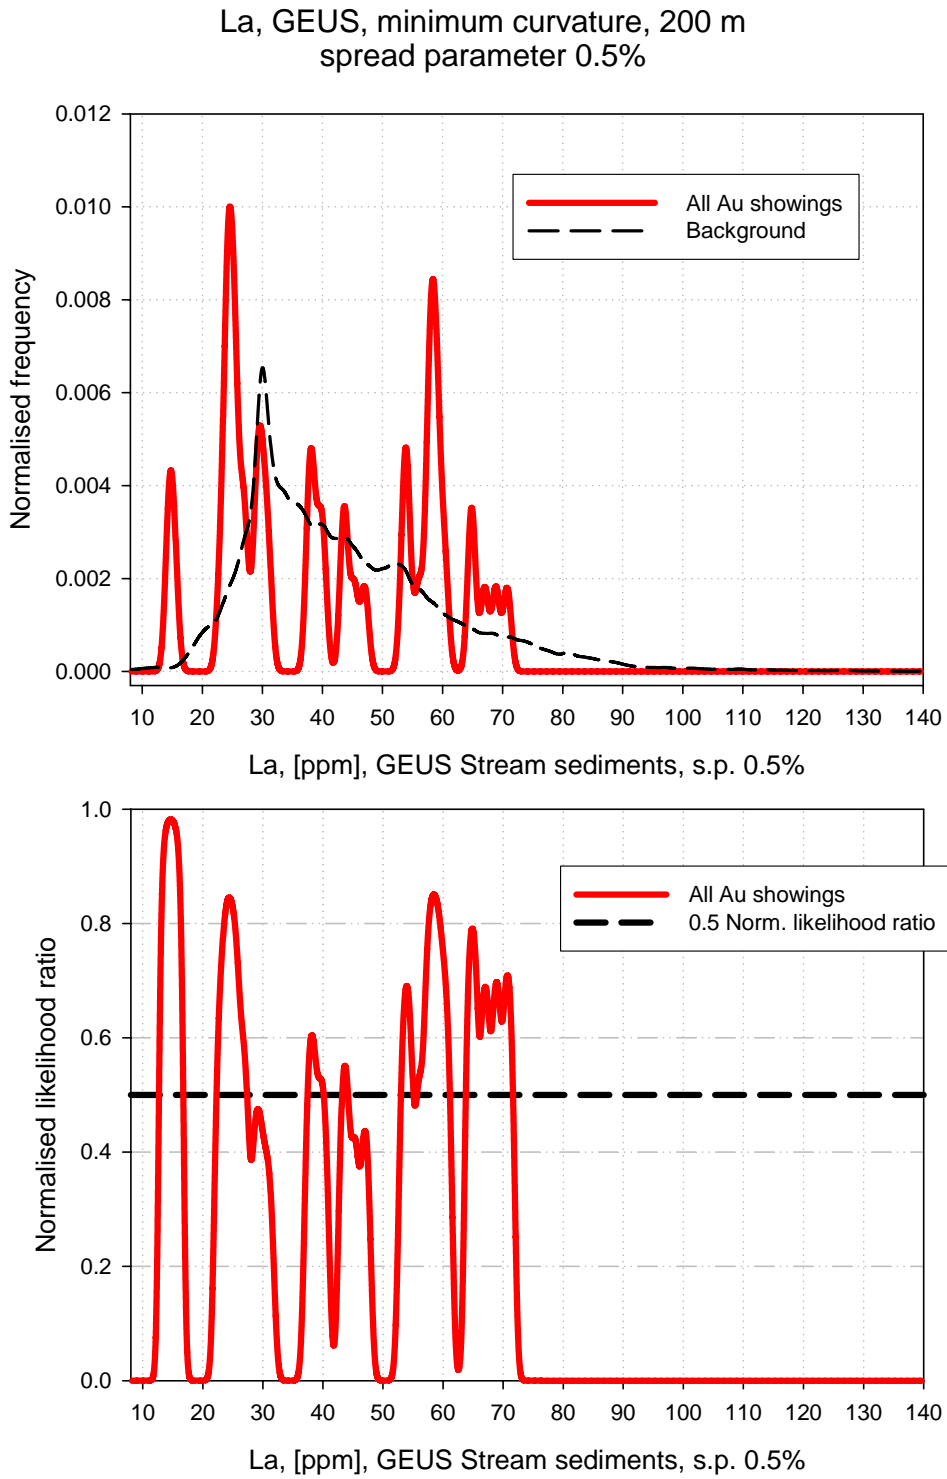 La, GEUS, minimum curvature, 200 m
spread parameter 0.5%
0.012
0.010
0.008
0.006
0.004
0.002
0.000
Normalised frequency
All Au showings
Background
10 20 30 40 50 60 70 80 90 100 110 120 130 140
La, [ppm], GEUS Stream sediments, s.p. 0.5%
1.0
0.8
0.6
0.4
0.2
0.0
Normalised likelihood ratio
All Au showings
0.5 Norm. likelihood ratio
10 20 30 40 50 60 70 80 90 100 110 120 130 140
La, [ppm], GEUS Stream sediments, s.p. 0.5%